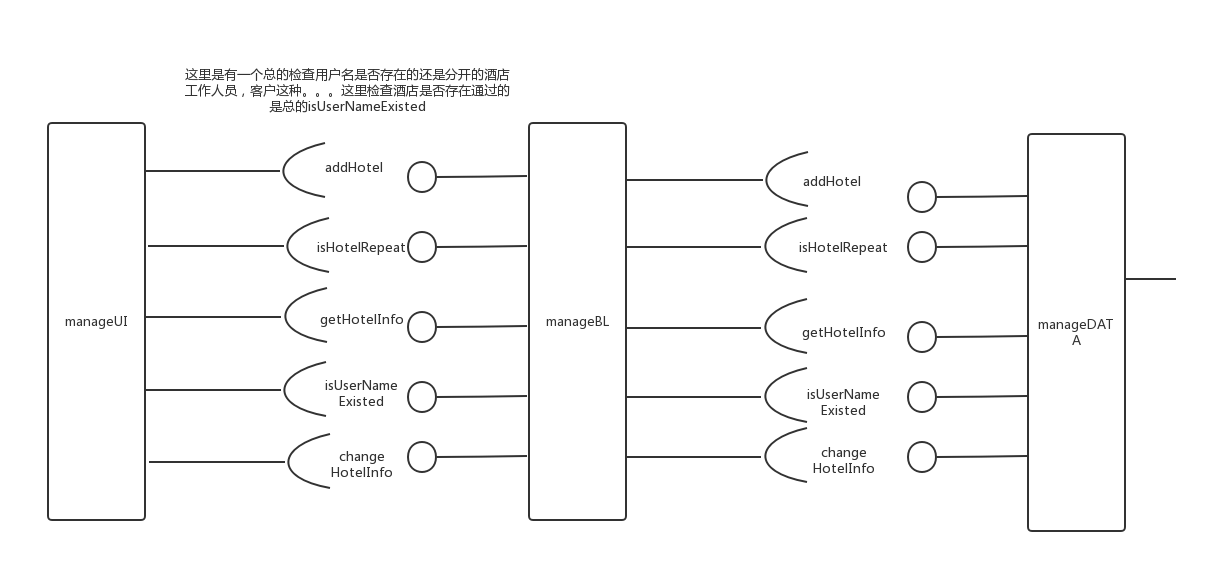 这里是有一个总的检查用户名是否存在的还是分开的酒店
工作人员，客户这种。。。这里检查酒店是否存在通过的
是总的isUserNameExisted
manageUI
addHotel
isHotelRepeat
getHotelInfo
isUserName
Existed
change
HotelInfo
manageBL
addHotel
isHotelRepeat
getHotelInfo
isUserName
Existed
change
HotelInfo
manageDAT
A